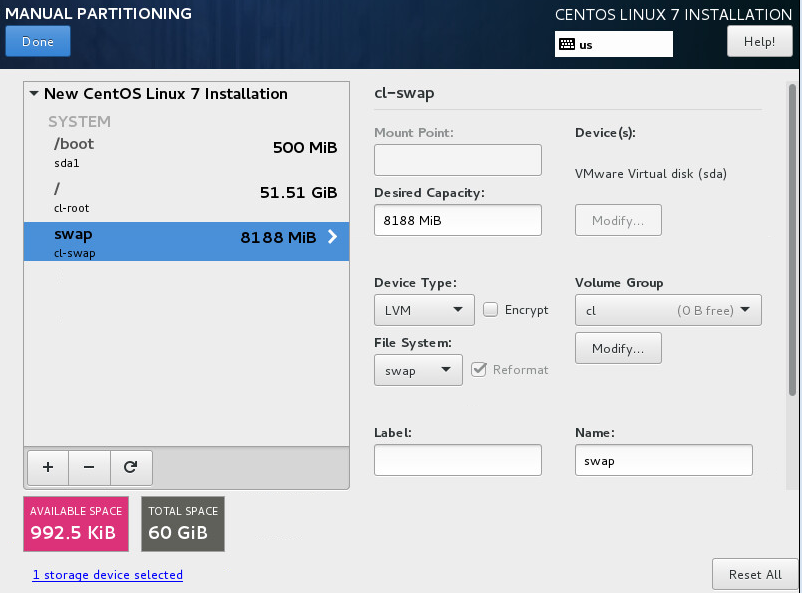 MANUAL PARTITIONING
CENTOS LINUX 7 INSTALLATION
Done
us
Help!
New CentOS Linux 7 Installation
SYSTEM
/boot
500 MiB
sda1
/
51.51 GiB
cl-root
swap
8188 MiB
cl-swap
+
−
AVAILABLE SPACE
992.5 KiB
TOTAL SPACE
60 GiB
1 storage device selected
cl-swap
Mount Point:
Device(s):
VMware Virtual disk (sda)
Desired Capacity:
8188 MiB
Modify...
Device Type:
Volume Group
LVM
Encrypt
cl (0 B free)
File System:
Modify...
swap
Reformat
Label:
Name:
swap
Reset All